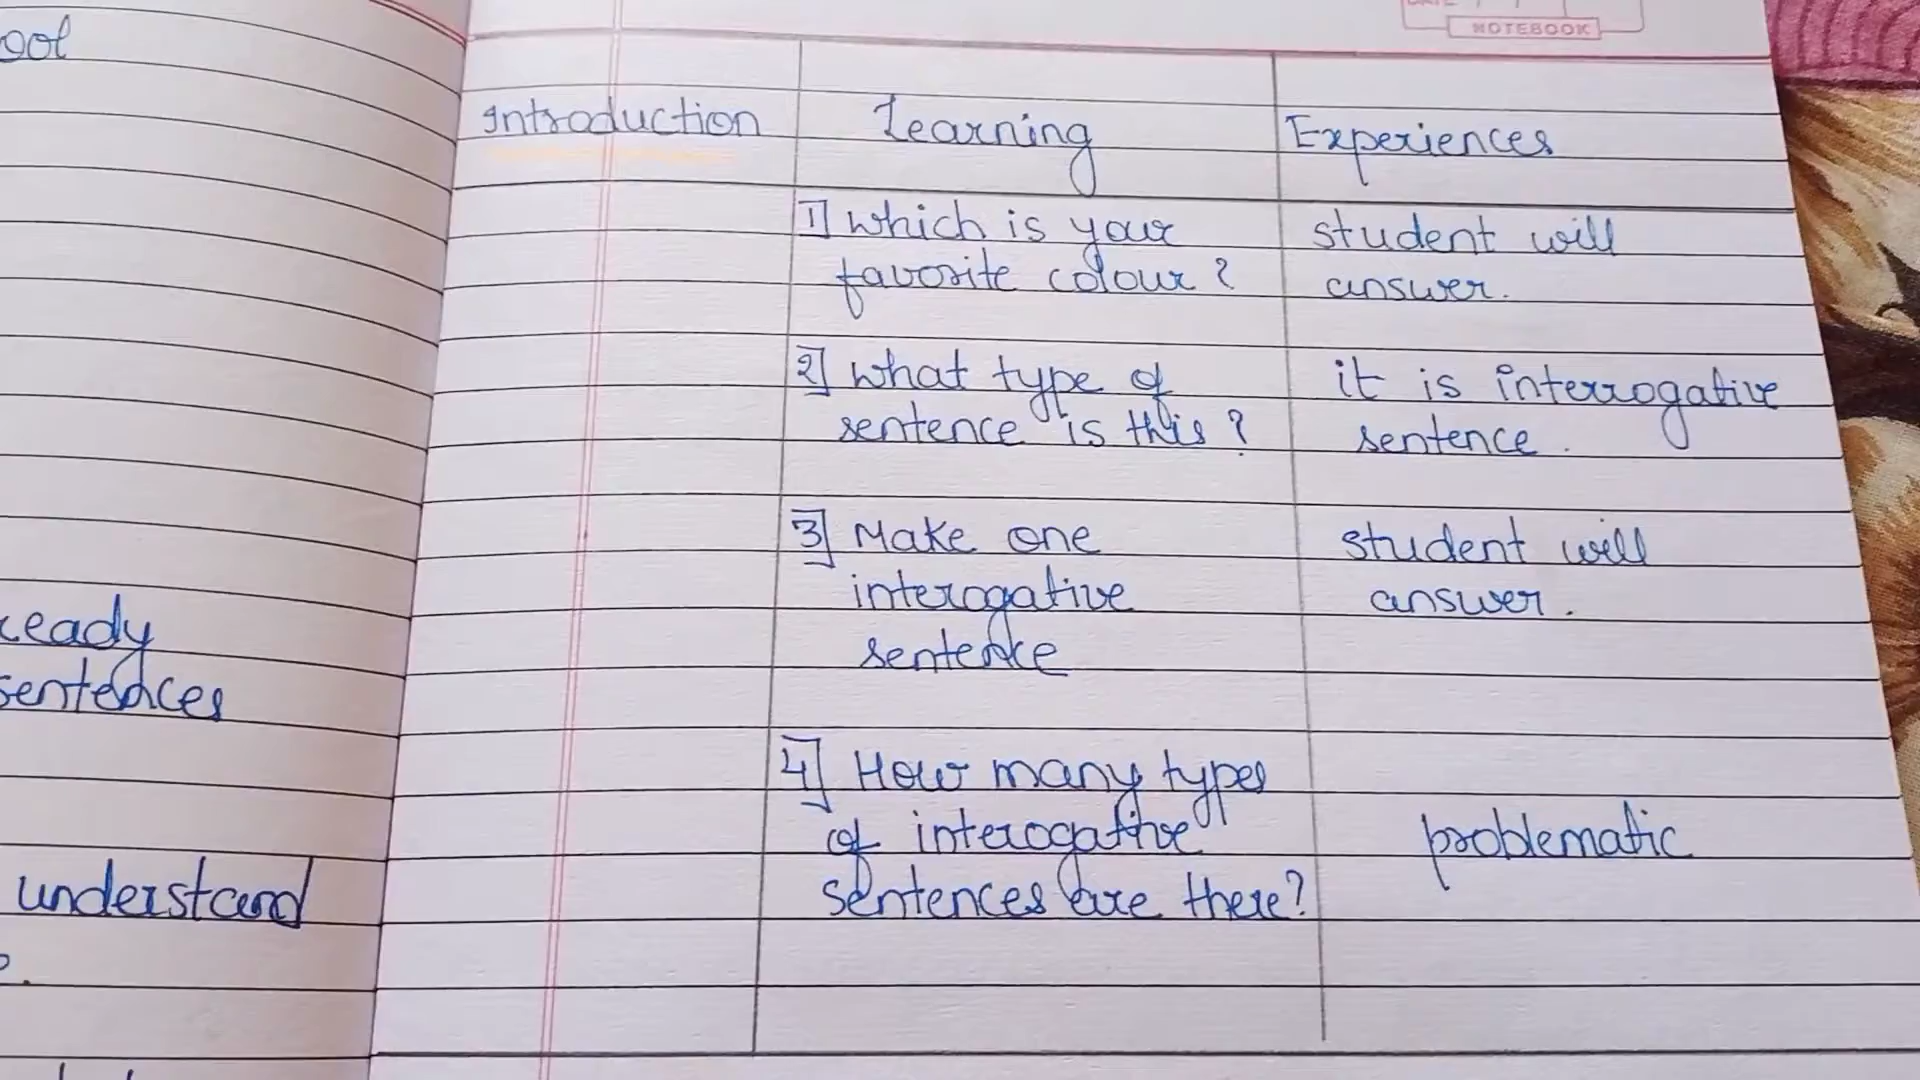 ool
ready
sentences
understand
NOTEBOOK
Introduction
Learning
Experiences
1] which is your
favorite colour?
student will
answer.
2] What type of
sentence is this?
it is interrogative
sentence.
3] Make one
interogative
sentence
student will
answer.
4] How many types
of interogative
sentences are there?
problematic